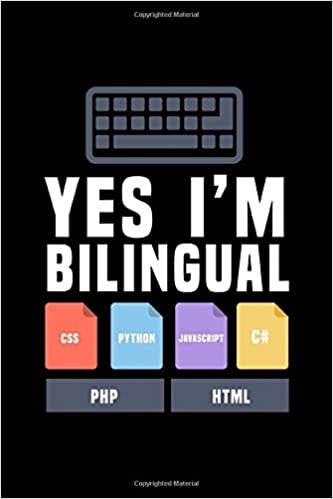 Copyrighted Material
YES I'M
BILINGUAL
CSS PYTHON JAVASCRIPT C#
PHP HTML
Copyrighted Material